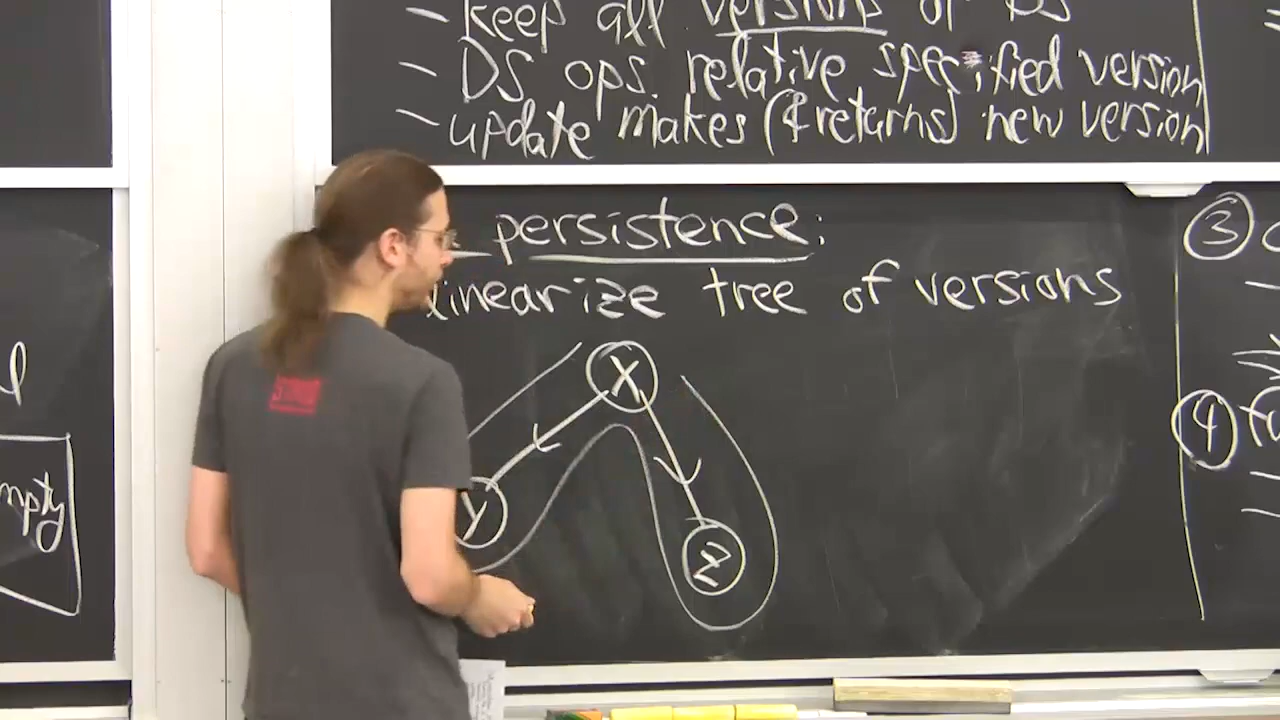 - Keep all versions of DS
- DS ops relative specified version
- update makes (& returns) new version
persistence:
linearize tree of versions
X
Y
Z
3
4